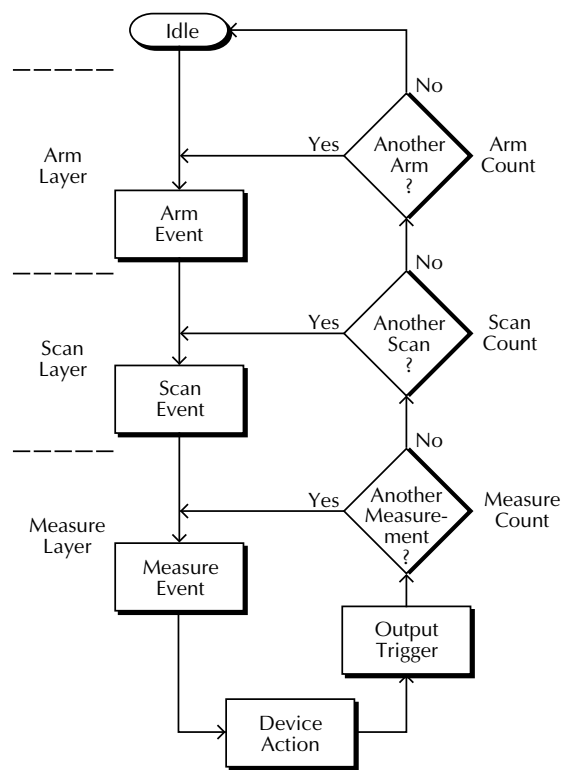 Idle
No
Yes
Another
Arm
?
Arm
Count
Arm
Layer
Arm
Event
No
Yes
Another
Scan
?
Scan
Count
Scan
Layer
Scan
Event
No
Yes
Another
Measure-
ment
?
Measure
Count
Measure
Layer
Measure
Event
Output
Trigger
Device
Action